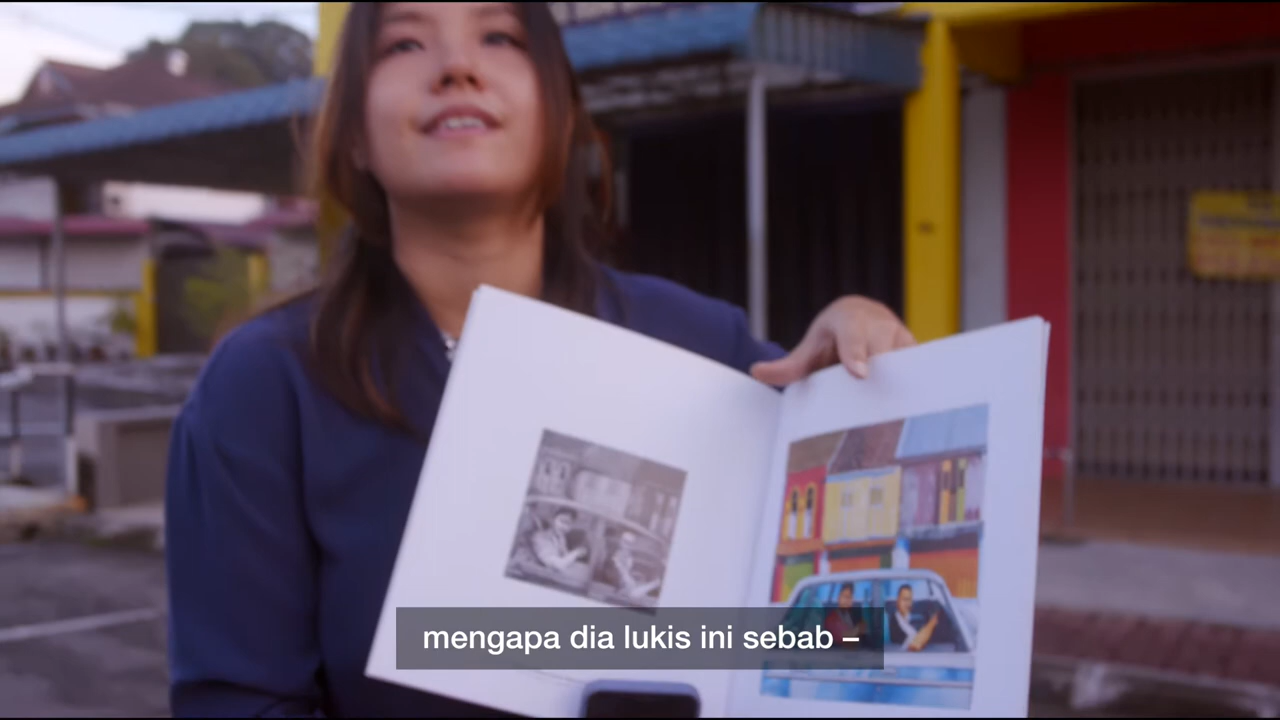 mengapa dia lukis ini sebab –